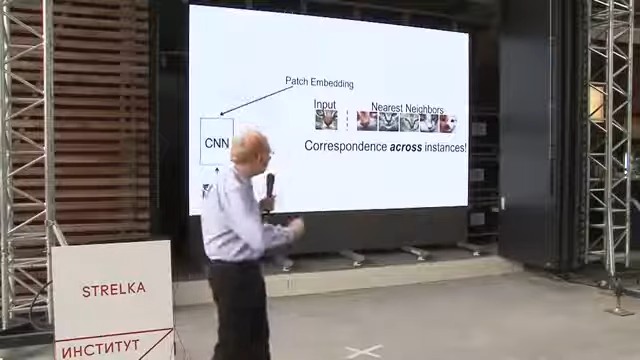 Patch Embedding
Input
Nearest Neighbors
CNN
Correspondence across instances!
STRELKA
ИНСТИТУТ